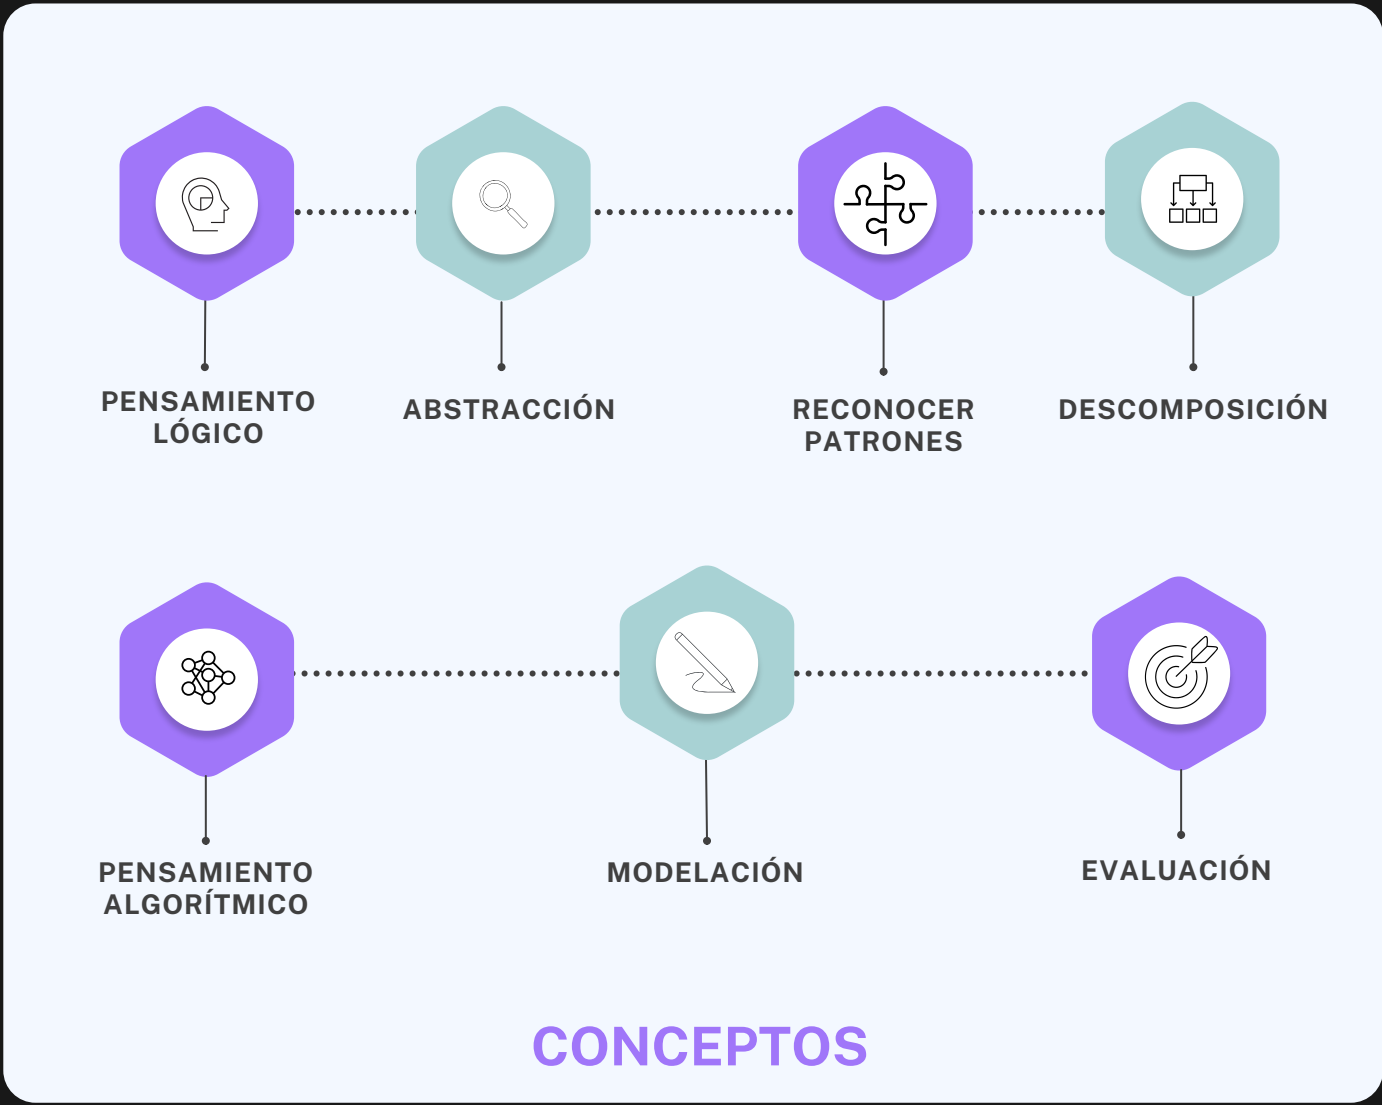 PENSAMIENTO
LÓGICO
ABSTRACCIÓN
RECONOCER
PATRONES
DESCOMPOSICIÓN
PENSAMIENTO
ALGORÍTMICO
MODELACIÓN
EVALUACIÓN
CONCEPTOS